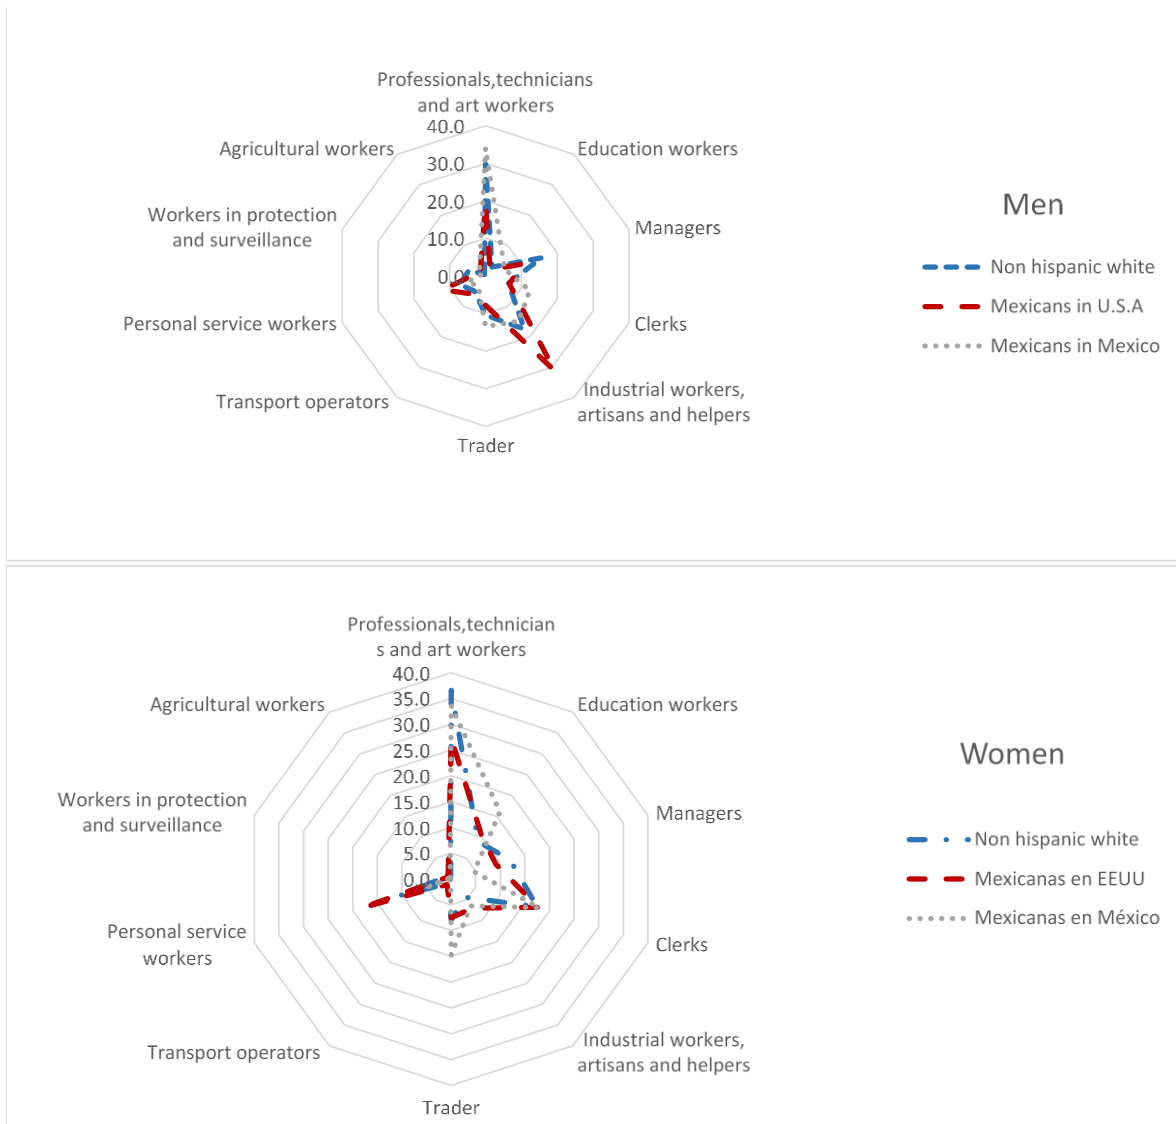 Professionals,technicians
and art workers
40.0
30.0
20.0
10.0
0.0
Education workers
Managers
Clerks
Industrial workers,
artisans and helpers
Trader
Transport operators
Personal service workers
Workers in protection
and surveillance
Agricultural workers
Men
Non hispanic white
Mexicans in U.S.A
Mexicans in Mexico
Professionals,technician
s and art workers
40.0
35.0
30.0
25.0
20.0
15.0
10.0
5.0
0.0
Education workers
Managers
Clerks
Industrial workers,
artisans and helpers
Trader
Transport operators
Personal service
workers
Workers in protection
and surveillance
Agricultural workers
Women
Non hispanic white
Mexicanas en EEUU
Mexicanas en México